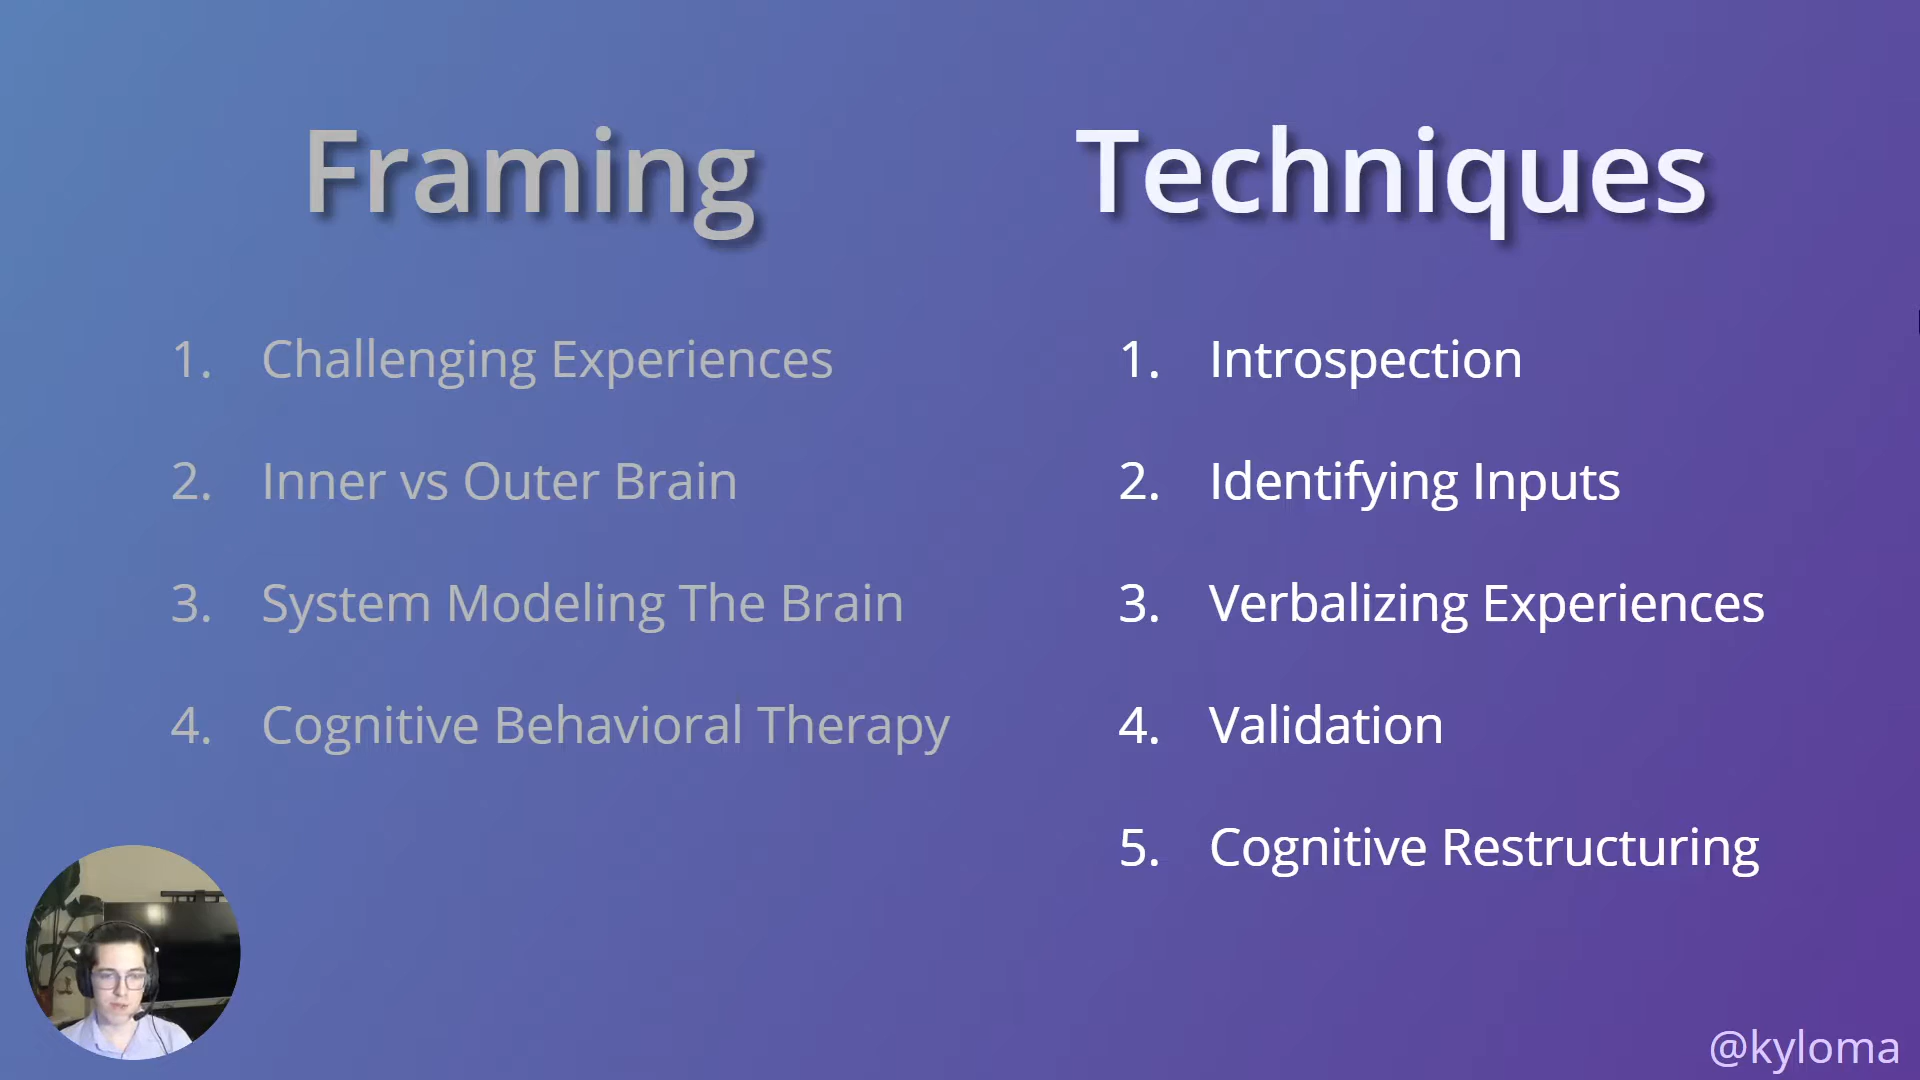 Framing
1. Challenging Experiences
2. Inner vs Outer Brain
3. System Modeling The Brain
4. Cognitive Behavioral Therapy
Techniques
1. Introspection
2. Identifying Inputs
3. Verbalizing Experiences
4. Validation
5. Cognitive Restructuring
@kyloma